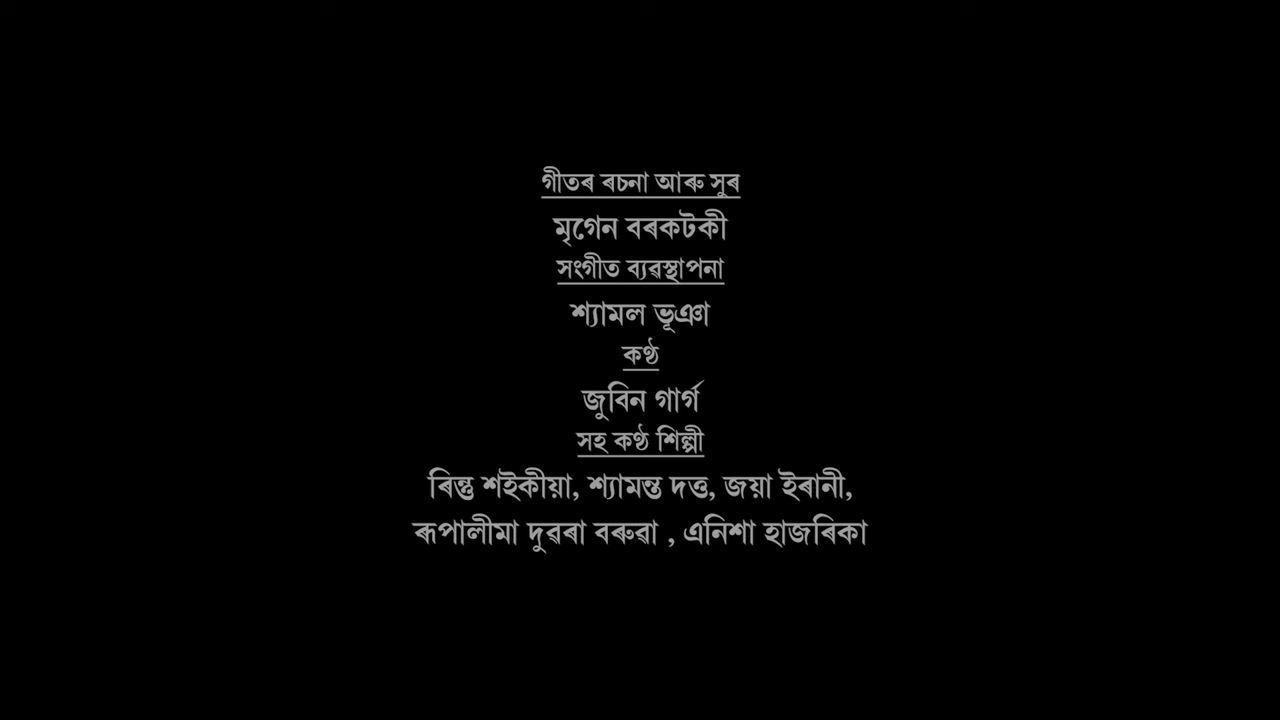 গীতৰ ৰচনা আৰু সুৰ
মৃগেন বৰকটকী
সংগীত ব্যৱস্থাপনা
শ্যামল ভূঞা
কণ্ঠ
জুবিন গাৰ্গ
সহ কণ্ঠ শিল্পী
ৰিন্তু শইকীয়া, শ্যামন্ত দত্ত, জয়া ইৰানী,
ৰূপালীমা দুৱৰা বৰুৱা , এনিশা হাজৰিকা